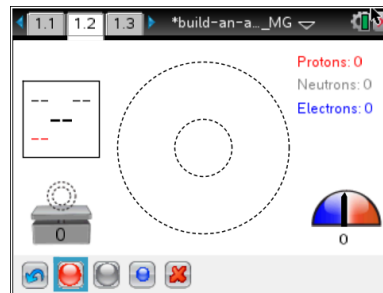 1.1 1.2 1.3 *build-an-a…_MG
Protons: 0
Neutrons: 0
Electrons: 0
-- --
--
--
0
0